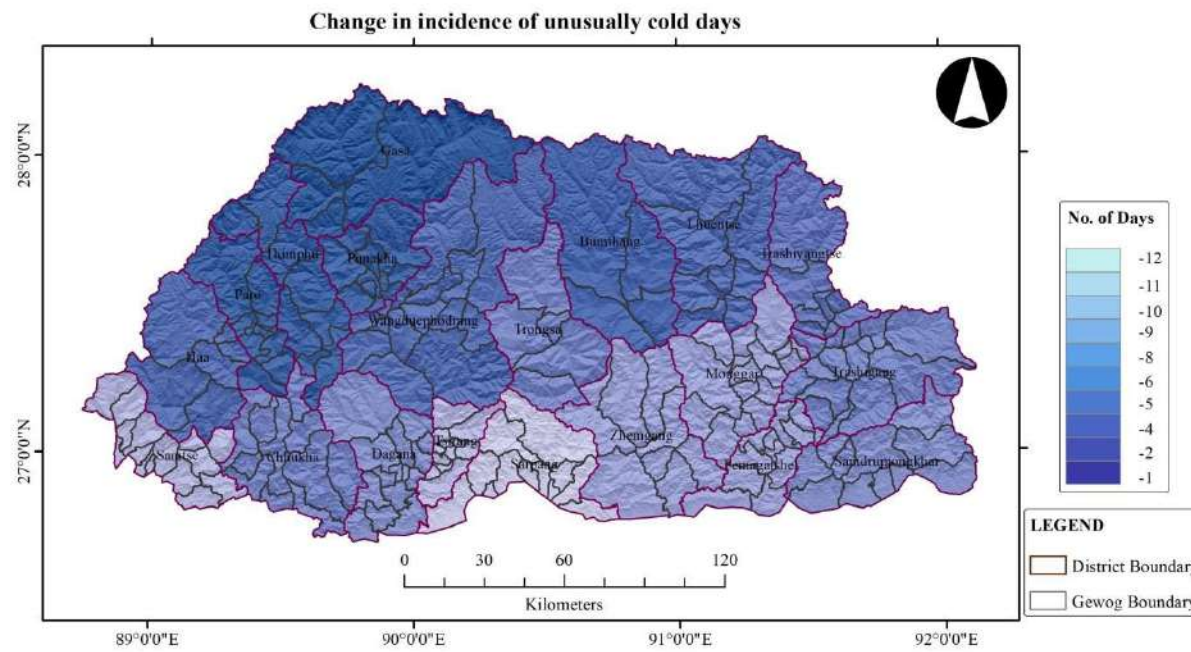 Change in incidence of unusually cold days
28°0'0"N
27°0'0"N
Gasa
Thimphu
Punakha
Paro
Haa
Wangduephodrang
Trongsa
Bumthang
Lhuentse
Trashiyangtse
Monggar
Trashigang
Samtse
Chhukha
Dagana
Tsirang
Sarpang
Zhemgang
Pemagatshel
Samdrupjongkhar
0 30 60 120
Kilometers
89°0'0"E 90°0'0"E 91°0'0"E 92°0'0"E
No. of Days
-12
-11
-10
-9
-8
-6
-5
-4
-2
-1
LEGEND
District Boundary
Gewog Boundary